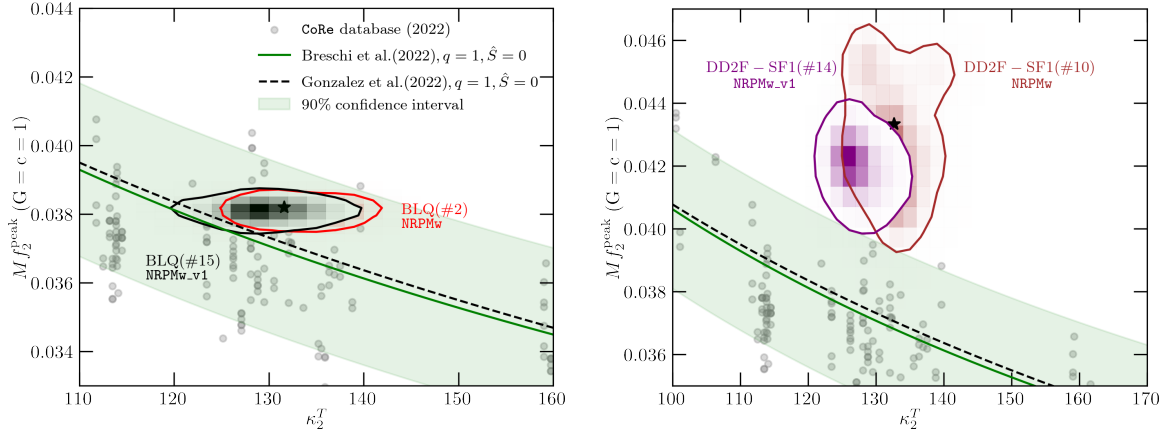 0.044
0.042
0.040
0.038
0.036
0.034
Mf₂^peak (G = c = 1)
CoRe database (2022)
Breschi et al.(2022), q = 1, Ŝ = 0
Gonzalez et al.(2022), q = 1, Ŝ = 0
90% confidence interval
BLQ(#2)
NRPMw
BLQ(#15)
NRPMw_v1
110 120 130 140 150 160
κ₂^T
0.046
0.044
0.042
0.040
0.038
0.036
Mf₂^peak (G = c = 1)
DD2F − SF1(#14)
NRPMw_v1
DD2F − SF1(#10)
NRPMw
100 110 120 130 140 150 160 170
κ₂^T